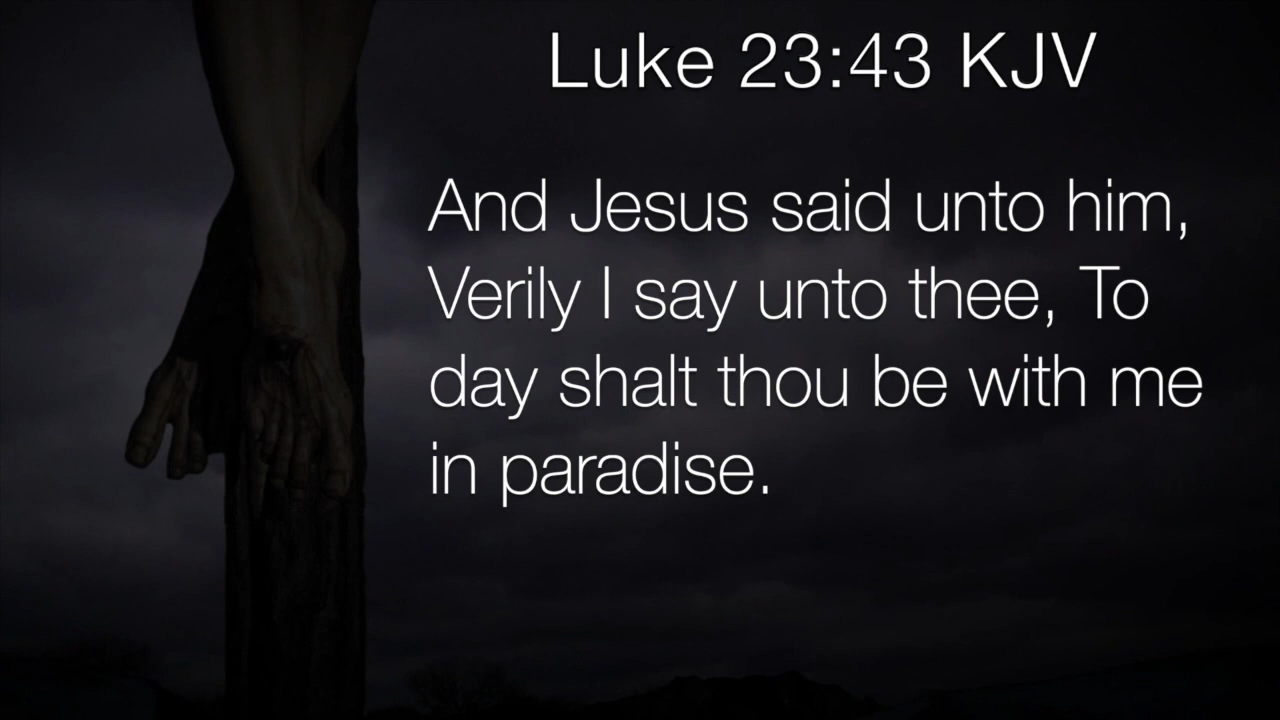 Luke 23:43 KJV
And Jesus said unto him,
Verily I say unto thee, To
day shalt thou be with me
in paradise.